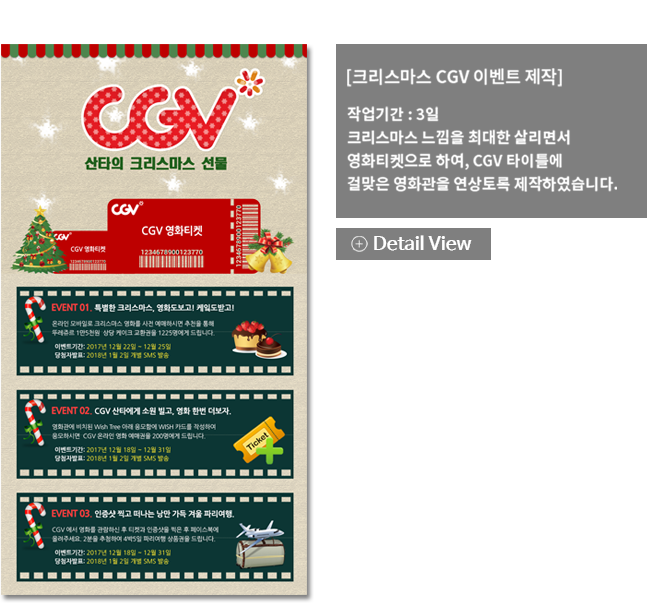 CGV
산타의 크리스마스 선물
CGV
CGV 영화티켓
1234678900123770
CGV
CGV 영화티켓
1234678900123770
1234678900123770
EVENT 01. 특별한 크리스마스, 영화도보고! 케잌도받고!
온라인 모바일로 크리스마스 영화를 사전 예매하시면 추천을 통해
뚜레쥬르 1만5천원 상당 케이크 교환권을 1225명에게 드립니다.
이벤트기간: 2017년 12월 22일 ~ 12월 25일
당첨자발표: 2018년 1월 2일 개별 SMS 발송
EVENT 02. CGV 산타에게 소원 빌고, 영화 한번 더보자.
영화관에 비치된 Wish Tree 아래 응모함에 WISH 카드를 작성하여
응모하시면 CGV 온라인 영화 예매권을 200명에게 드립니다.
이벤트기간: 2017년 12월 18일 ~ 12월 31일
당첨자발표: 2018년 1월 2일 개별 SMS 발송
Ticket
EVENT 03. 인증샷 찍고 떠나는 낭만 가득 겨울 파리여행.
CGV 에서 영화를 관람하신 후 티켓과 인증샷을 찍은 후 페이스북에
올려주세요. 2분을 추첨하여 4박5일 파리여행 상품권을 드립니다.
이벤트기간: 2017년 12월 18일 ~ 12월 31일
당첨자발표: 2018년 1월 2일 개별 SMS 발송
[크리스마스 CGV 이벤트 제작]
작업기간 : 3일
크리스마스 느낌을 최대한 살리면서
영화티켓으로 하여, CGV 타이틀에
걸맞은 영화관을 연상토록 제작하였습니다.
Detail View